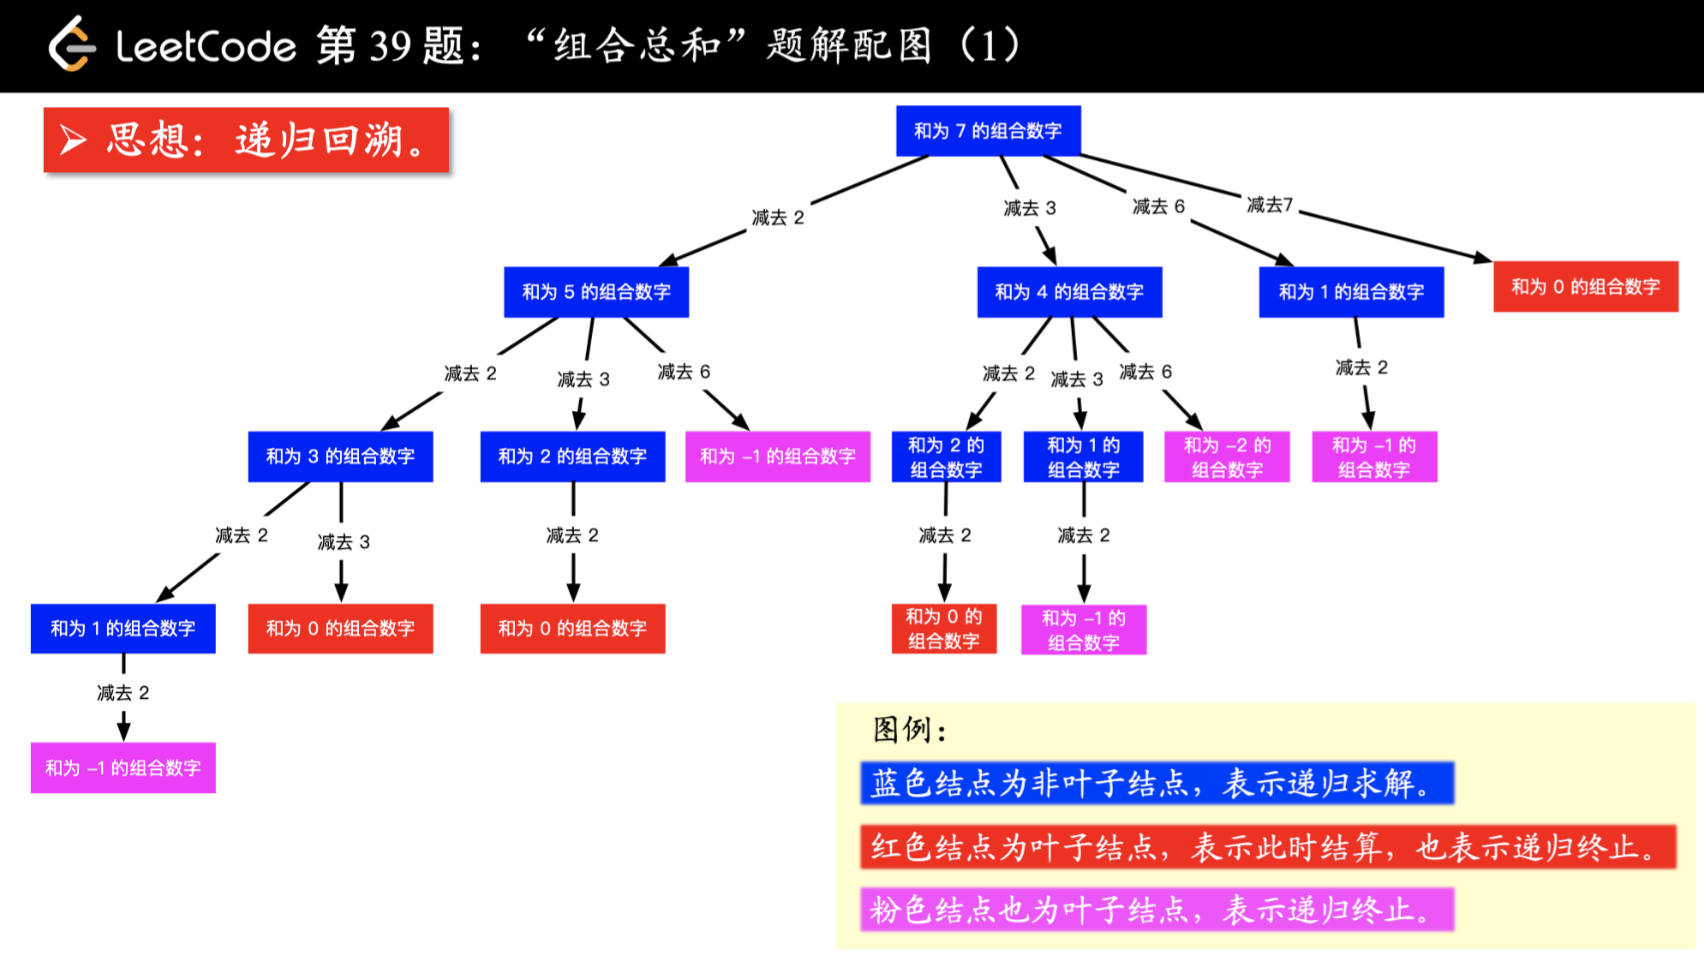 LeetCode 第 39 题：“组合总和”题解配图（1）
➢ 思想：递归回溯。
和为 7 的组合数字
减去 2
减去 3
减去 6
减去7
和为 5 的组合数字
和为 4 的组合数字
和为 1 的组合数字
和为 0 的组合数字
减去 2
减去 3
减去 6
减去 2
减去 3
减去 6
减去 2
和为 3 的组合数字
和为 2 的组合数字
和为 -1 的组合数字
和为 2 的
组合数字
和为 1 的
组合数字
和为 -2 的
组合数字
和为 -1 的
组合数字
减去 2
减去 3
减去 2
减去 2
减去 2
和为 1 的组合数字
和为 0 的组合数字
和为 0 的组合数字
和为 0 的
组合数字
和为 -1 的
组合数字
减去 2
和为 -1 的组合数字
图例：
蓝色结点为非叶子结点，表示递归求解。
红色结点为叶子结点，表示此时结算，也表示递归终止。
粉色结点也为叶子结点，表示递归终止。